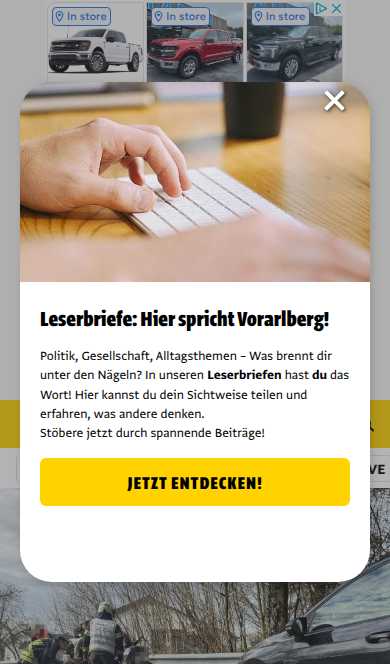 In store
In store
In store
Leserbriefe: Hier spricht Vorarlberg!
Politik, Gesellschaft, Alltagsthemen – Was brennt dir
unter den Nägeln? In unseren Leserbriefen hast du das
Wort! Hier kannst du dein Sichtweise teilen und
erfahren, was andere denken.
Stöbere jetzt durch spannende Beiträge!
JETZT ENTDECKEN!
VE